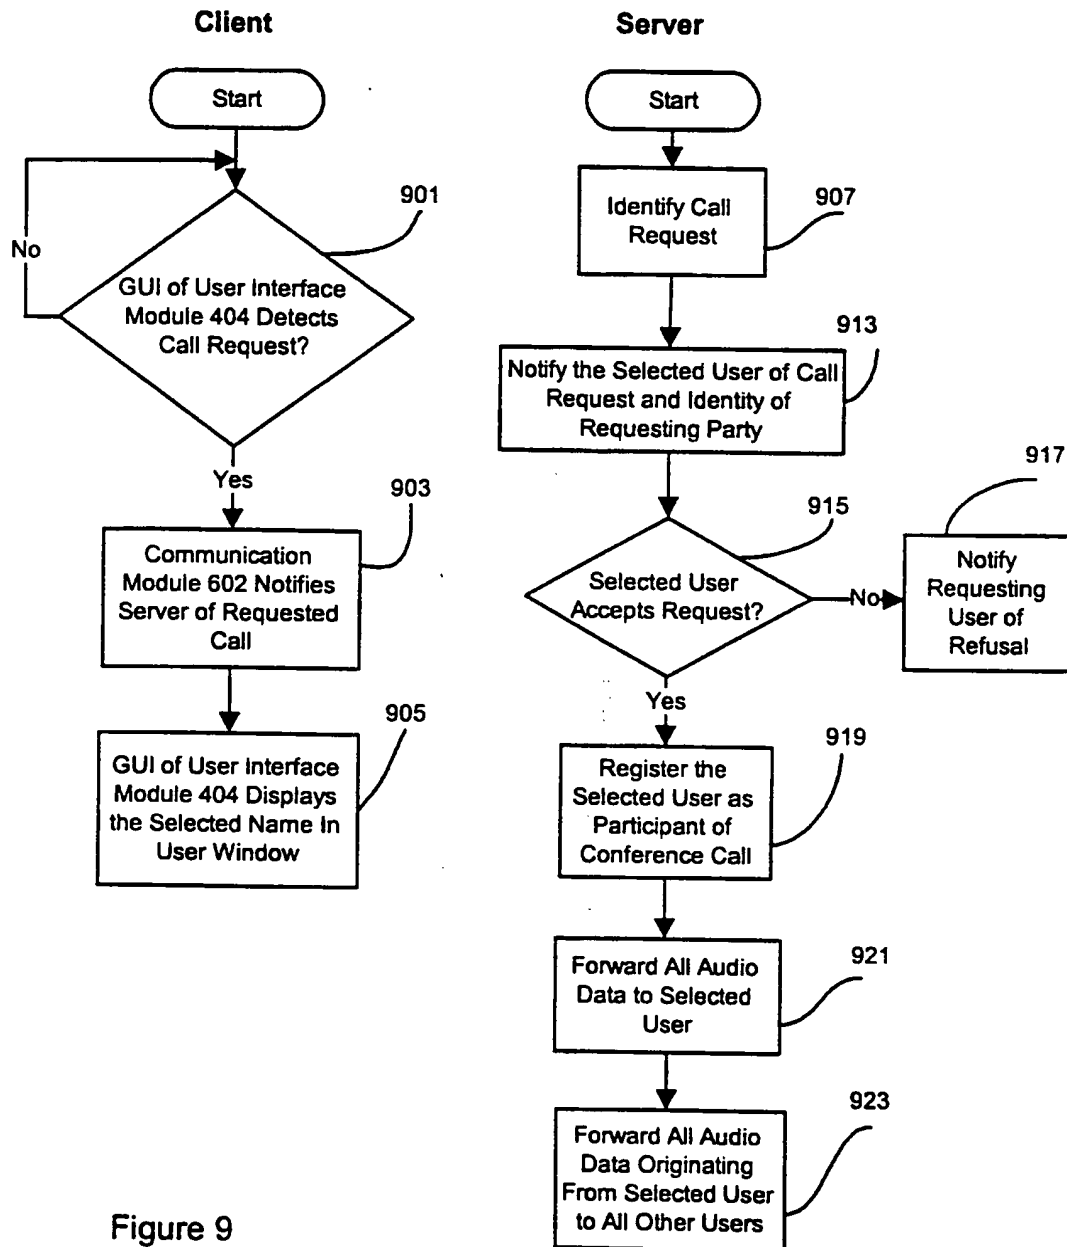 Client
Start
901
No
GUI of User Interface
Module 404 Detects
Call Request?
Yes
903
Communication
Module 602 Notifies
Server of Requested
Call
905
GUI of User Interface
Module 404 Displays
the Selected Name In
User Window
Server
Start
907
Identify Call
Request
913
Notify the Selected User of Call
Request and Identity of
Requesting Party
915
Selected User
Accepts Request?
No
917
Notify
Requesting
User of
Refusal
Yes
919
Register the
Selected User as
Participant of
Conference Call
921
Forward All Audio
Data to Selected
User
923
Forward All Audio
Data Originating
From Selected User
to All Other Users
Figure 9